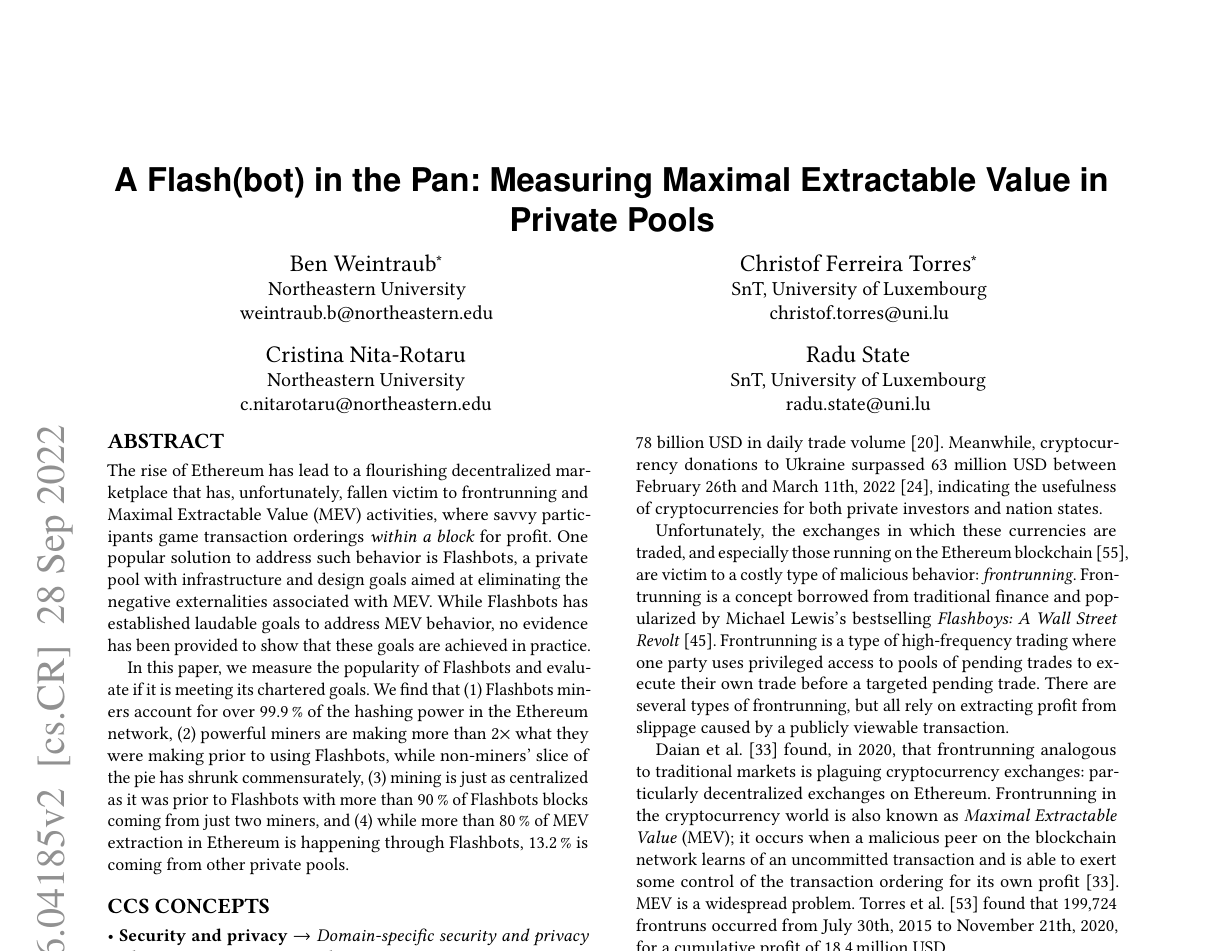 A Flash(bot) in the Pan: Measuring Maximal Extractable Value in
Private Pools
Ben Weintraub*
Northeastern University
weintraub.b@northeastern.edu
Christof Ferreira Torres*
SnT, University of Luxembourg
christof.torres@uni.lu
Cristina Nita-Rotaru
Northeastern University
c.nitarotaru@northeastern.edu
Radu State
SnT, University of Luxembourg
radu.state@uni.lu
ABSTRACT
The rise of Ethereum has lead to a flourishing decentralized mar-
ketplace that has, unfortunately, fallen victim to frontrunning and
Maximal Extractable Value (MEV) activities, where savvy partic-
ipants game transaction orderings within a block for profit. One
popular solution to address such behavior is Flashbots, a private
pool with infrastructure and design goals aimed at eliminating the
negative externalities associated with MEV. While Flashbots has
established laudable goals to address MEV behavior, no evidence
has been provided to show that these goals are achieved in practice.
In this paper, we measure the popularity of Flashbots and evalu-
ate if it is meeting its chartered goals. We find that (1) Flashbots min-
ers account for over 99.9 % of the hashing power in the Ethereum
network, (2) powerful miners are making more than 2× what they
were making prior to using Flashbots, while non-miners' slice of
the pie has shrunk commensurately, (3) mining is just as centralized
as it was prior to Flashbots with more than 90 % of Flashbots blocks
coming from just two miners, and (4) while more than 80 % of MEV
extraction in Ethereum is happening through Flashbots, 13.2 % is
coming from other private pools.
CCS CONCEPTS
• Security and privacy → Domain-specific security and privacy
78 billion USD in daily trade volume [20]. Meanwhile, cryptocur-
rency donations to Ukraine surpassed 63 million USD between
February 26th and March 11th, 2022 [24], indicating the usefulness
of cryptocurrencies for both private investors and nation states.
Unfortunately, the exchanges in which these currencies are
traded, and especially those running on the Ethereum blockchain [55],
are victim to a costly type of malicious behavior: frontrunning. Fron-
trunning is a concept borrowed from traditional finance and pop-
ularized by Michael Lewis's bestselling Flashboys: A Wall Street
Revolt [45]. Frontrunning is a type of high-frequency trading where
one party uses privileged access to pools of pending trades to ex-
ecute their own trade before a targeted pending trade. There are
several types of frontrunning, but all rely on extracting profit from
slippage caused by a publicly viewable transaction.
Daian et al. [33] found, in 2020, that frontrunning analogous
to traditional markets is plaguing cryptocurrency exchanges: par-
ticularly decentralized exchanges on Ethereum. Frontrunning in
the cryptocurrency world is also known as Maximal Extractable
Value (MEV); it occurs when a malicious peer on the blockchain
network learns of an uncommitted transaction and is able to exert
some control of the transaction ordering for its own profit [33].
MEV is a widespread problem. Torres et al. [53] found that 199,724
frontruns occurred from July 30th, 2015 to November 21th, 2020,
for a cumulative profit of 18.4 million USD.
6.04185v2 [cs.CR] 28 Sep 2022